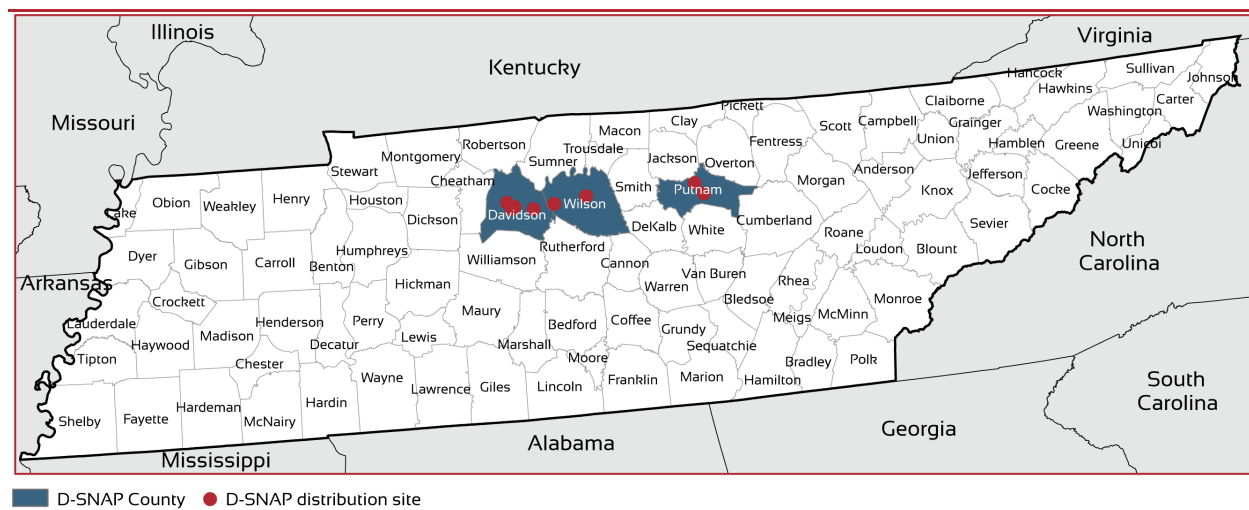 Illinois
Virginia
Kentucky
Missouri
Hancock
Sullivan
Johnson
Hawkins
Claiborne
Carter
Pickett
Washington
Clay
Scott
Campbell
Grainger
Macon
Union
Robertson
Trousdale
Fentress
Hamblen
Greene
Unicoi
Montgomery
Sumner
Jackson
Overton
Stewart
Anderson
Jefferson
Cheatham
Smith
Putnam
Morgan
Knox
Cocke
Henry
Houston
Obion
Weakley
Wilson
Lake
Davidson
Dickson
Cumberland
Sevier
DeKalb
White
Roane
North
Carolina
Humphreys
Rutherford
Loudon
Blount
Dyer
Gibson
Carroll
Benton
Williamson
Cannon
Van Buren
Rhea
Arkansas
Hickman
Warren
Bledsoe
Monroe
Crockett
Maury
Meigs
McMinn
Lauderdale
Henderson
Perry
Bedford
Coffee
Grundy
Madison
Lewis
Haywood
Decatur
Marshall
Sequatchie
Tipton
Chester
Moore
Bradley
Polk
Wayne
Lawrence
Giles
Lincoln
Franklin
Marion
Hamilton
South
Carolina
Hardeman
Hardin
Shelby
Fayette
McNairy
Georgia
Alabama
Mississippi
D-SNAP County
D-SNAP distribution site